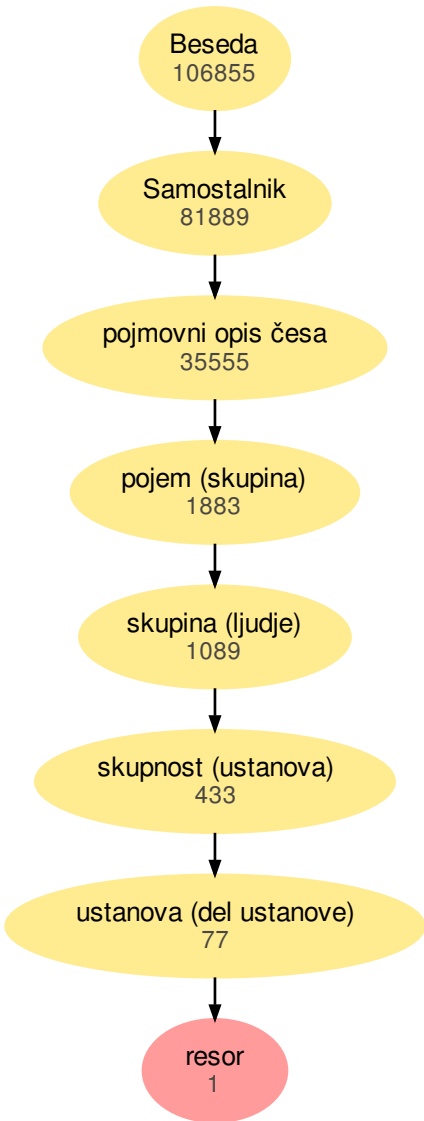 Beseda
106855
Samostalnik
81889
pojmovni opis česa
35555
pojem (skupina)
1883
skupina (ljudje)
1089
skupnost (ustanova)
433
ustanova (del ustanove)
77
resor
1